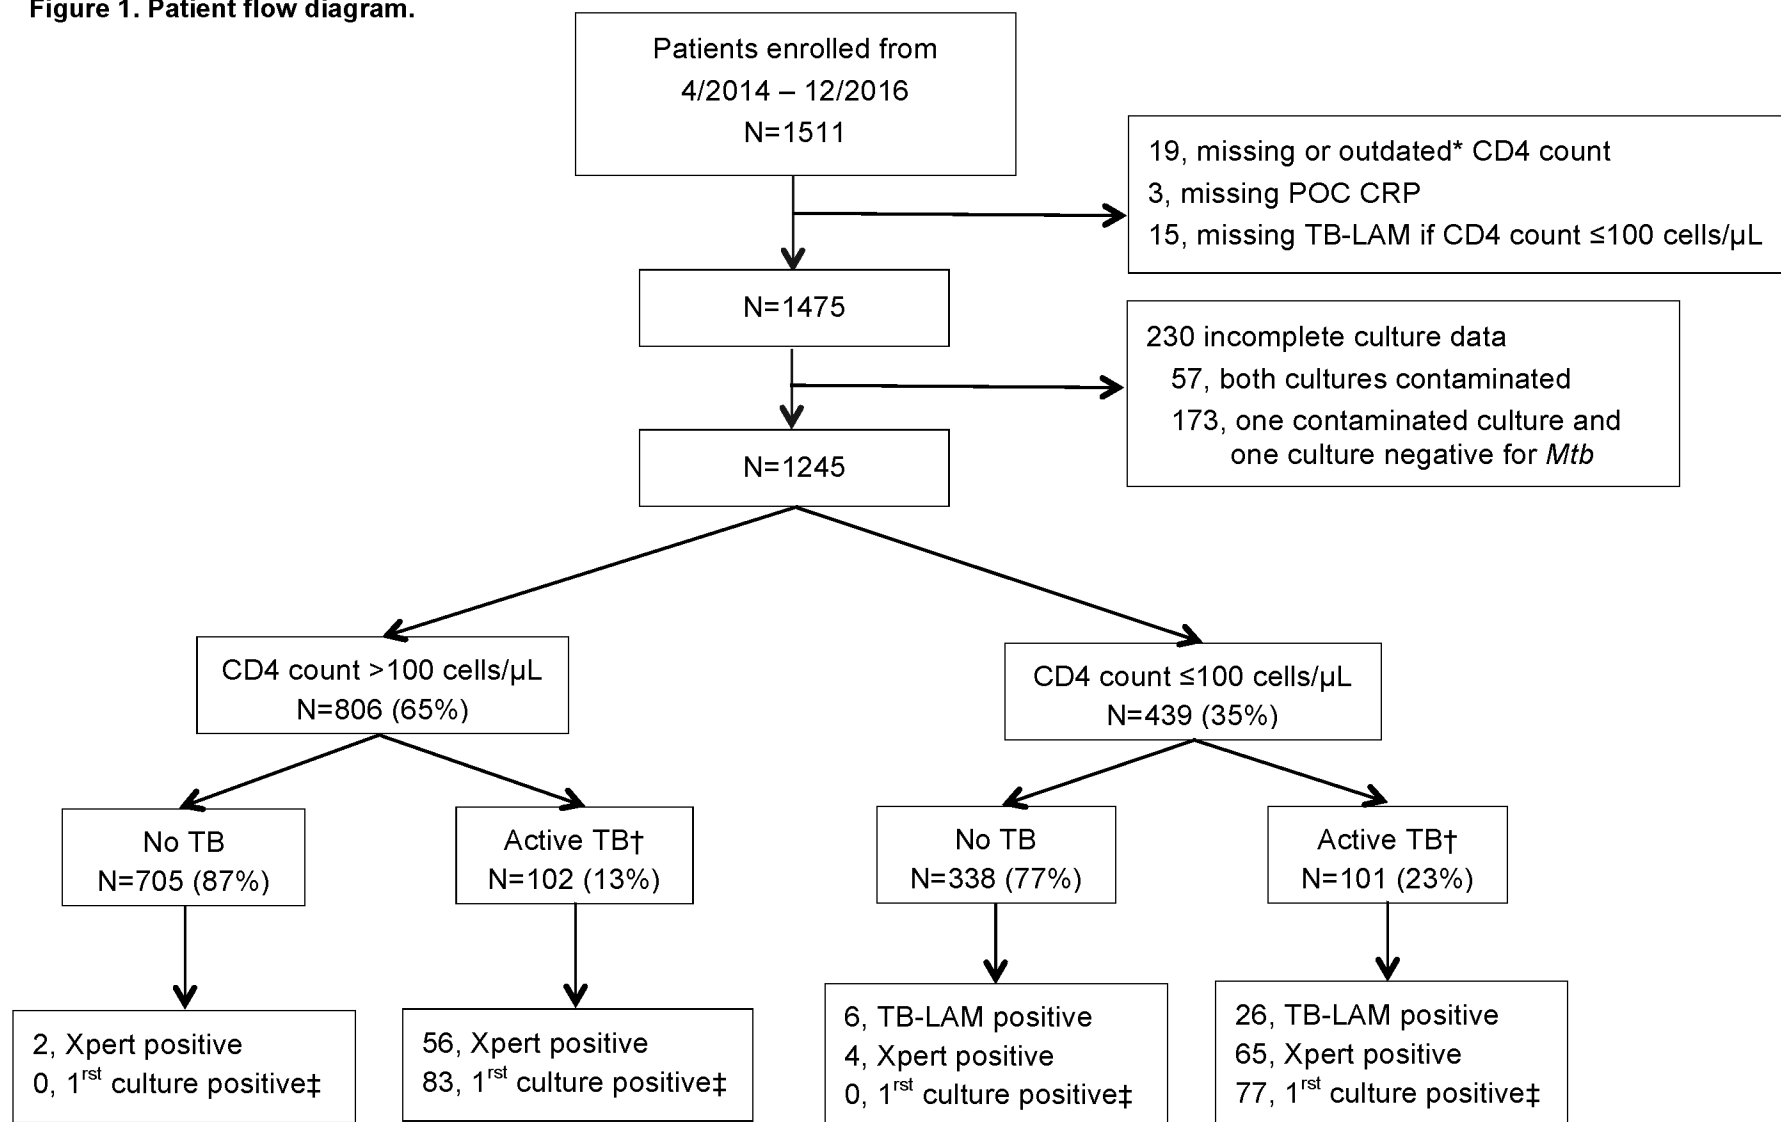 Figure 1. Patient flow diagram.
Patients enrolled from
4/2014 – 12/2016
N=1511
19, missing or outdated* CD4 count
3, missing POC CRP
15, missing TB-LAM if CD4 count ≤100 cells/µL
N=1475
230 incomplete culture data
57, both cultures contaminated
173, one contaminated culture and
one culture negative for Mtb
N=1245
CD4 count >100 cells/µL
N=806 (65%)
CD4 count ≤100 cells/µL
N=439 (35%)
No TB
N=705 (87%)
Active TB†
N=102 (13%)
No TB
N=338 (77%)
Active TB†
N=101 (23%)
2, Xpert positive
0, 1rst culture positive‡
56, Xpert positive
83, 1rst culture positive‡
6, TB-LAM positive
4, Xpert positive
0, 1rst culture positive‡
26, TB-LAM positive
65, Xpert positive
77, 1rst culture positive‡